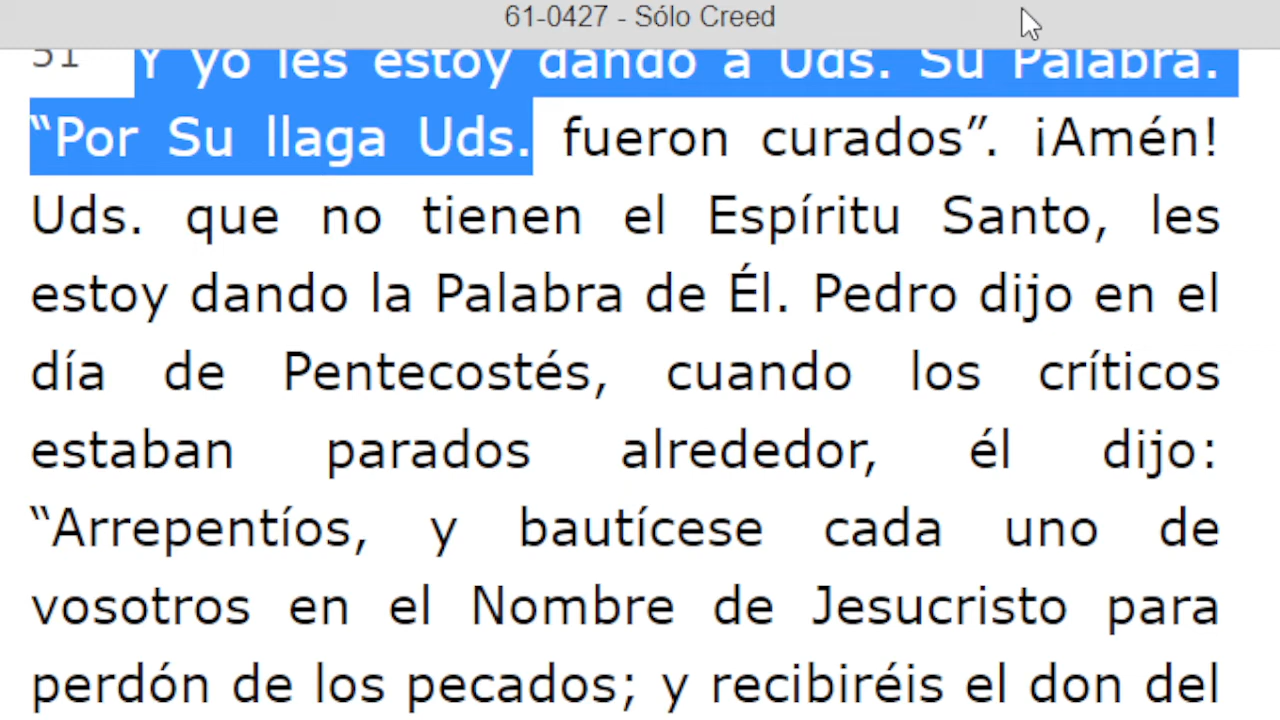 61-0427 - Sólo Creed
51 Y yo les estoy dando a Uds. Su Palabra.
“Por Su llaga Uds. fueron curados”. ¡Amén!
Uds. que no tienen el Espíritu Santo, les
estoy dando la Palabra de Él. Pedro dijo en el
día de Pentecostés, cuando los críticos
estaban parados alrededor, él dijo:
“Arrepentíos, y bautícese cada uno de
vosotros en el Nombre de Jesucristo para
perdón de los pecados; y recibiréis el don del